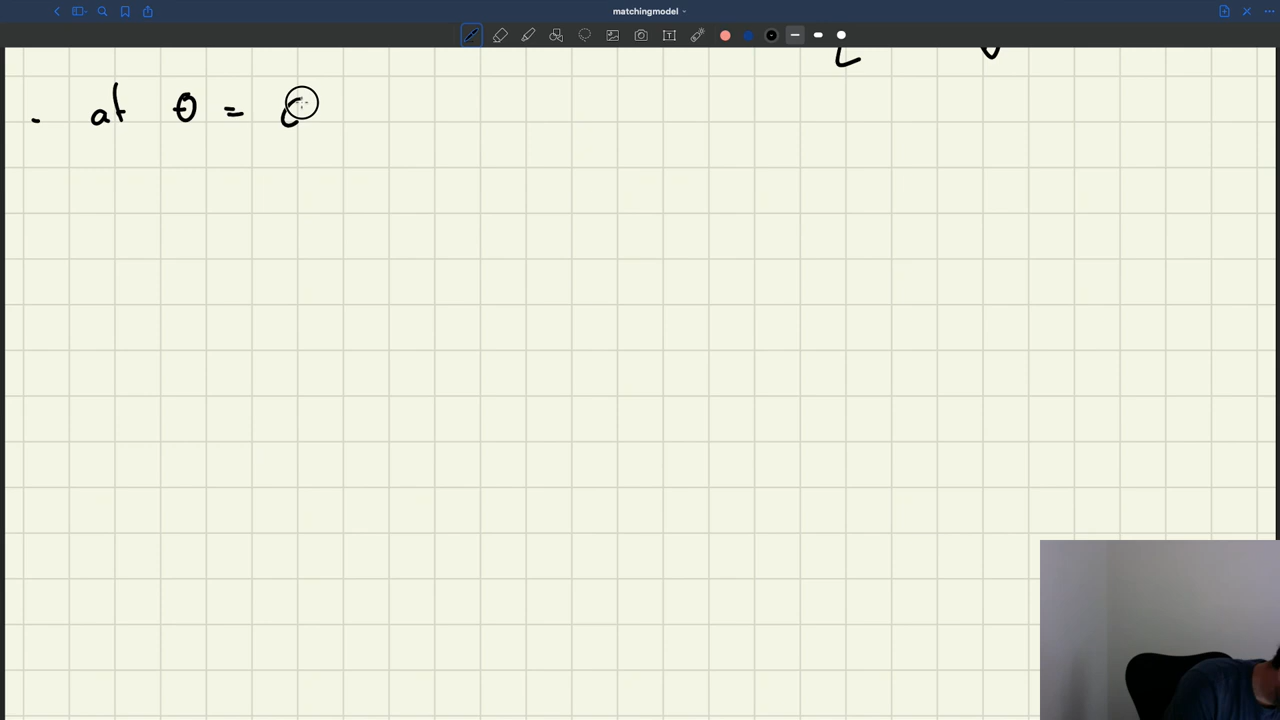 matchingmodel
. at θ =